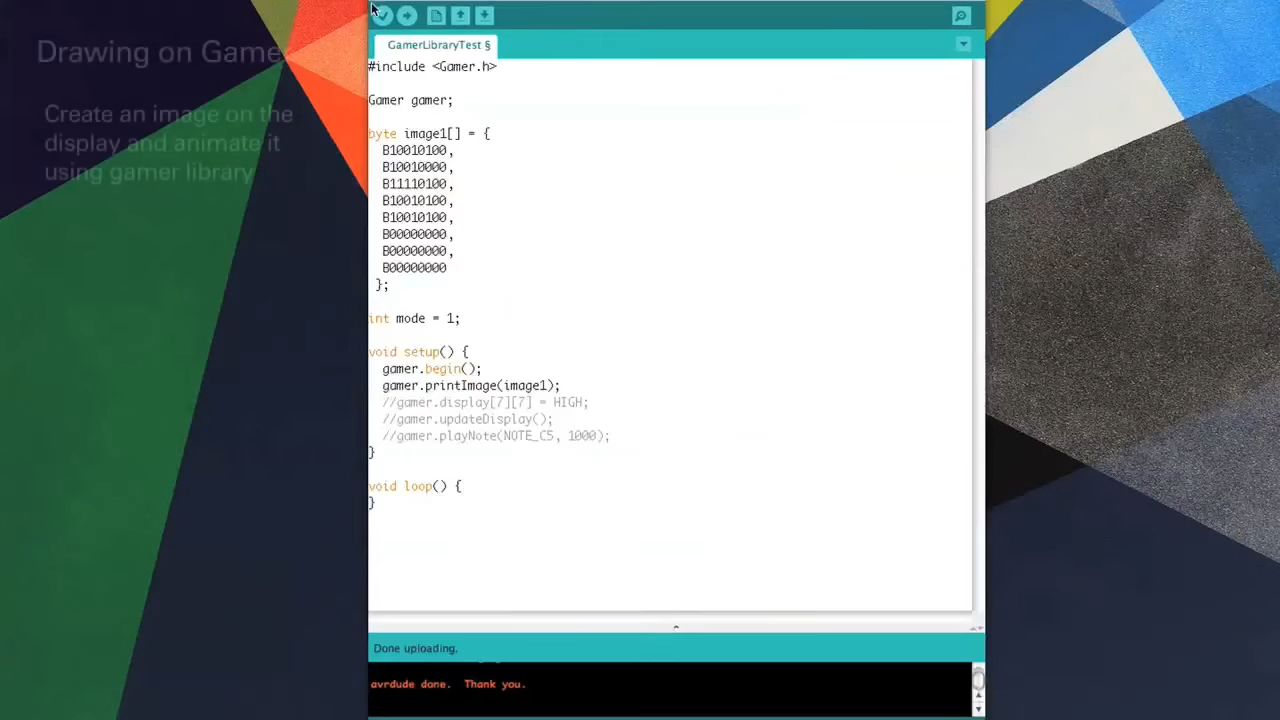 Drawing on Gamer
Create an image on the
display and animate it
using gamer library
GamerLibraryTest §
#include <Gamer.h>
Gamer gamer;
byte image1[] = {
B10010100,
B10010000,
B11110100,
B10010100,
B10010100,
B00000000,
B00000000,
B00000000
};
int mode = 1;
void setup() {
gamer.begin();
gamer.printImage(image1);
//gamer.display[7][7] = HIGH;
//gamer.updateDisplay();
//gamer.playNote(NOTE_C5, 1000);
}
void loop() {
}
Done uploading.
avrdude done.  Thank you.